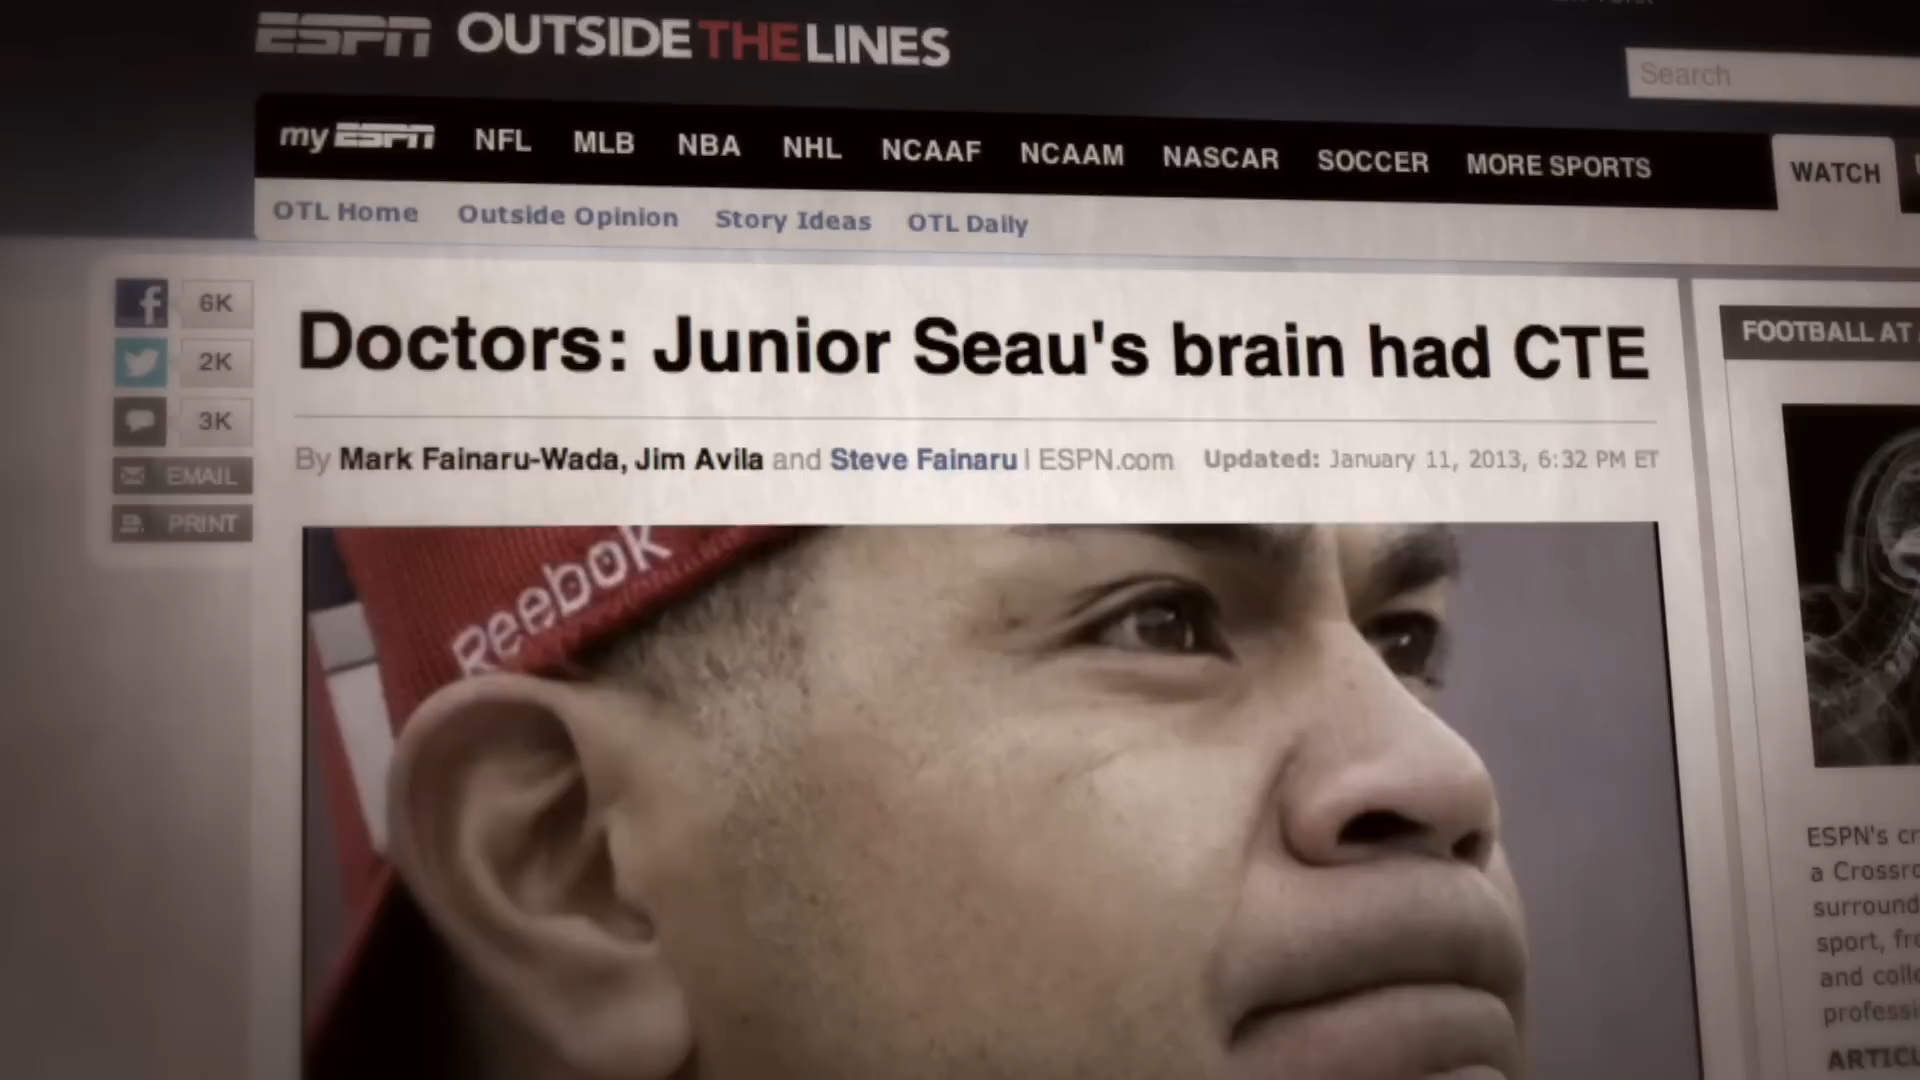 ESPN OUTSIDE THE LINES
Search
my ESPN NFL MLB NBA NHL NCAAF NCAAM NASCAR SOCCER MORE SPORTS WATCH
OTL Home Outside Opinion Story Ideas OTL Daily
6K
2K
3K
EMAIL
PRINT
Doctors: Junior Seau's brain had CTE
By Mark Fainaru-Wada, Jim Avila and Steve Fainaru | ESPN.com Updated: January 11, 2013, 6:32 PM ET
Reebok
FOOTBALL AT
ESPN's
a
surround
sport,
and